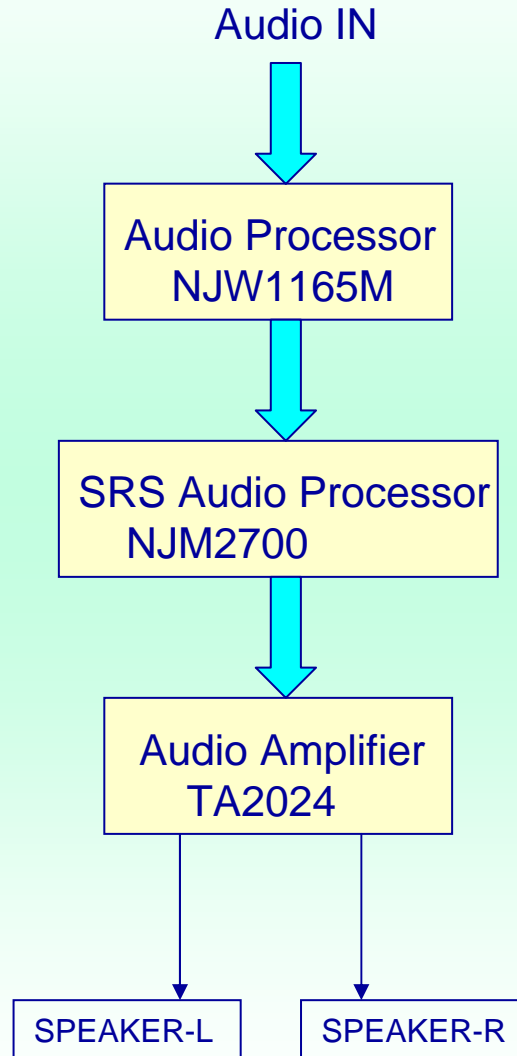 Audio IN
Audio Processor
NJW1165M
SRS Audio Processor
NJM2700
Audio Amplifier
TA2024
SPEAKER-L
SPEAKER-R